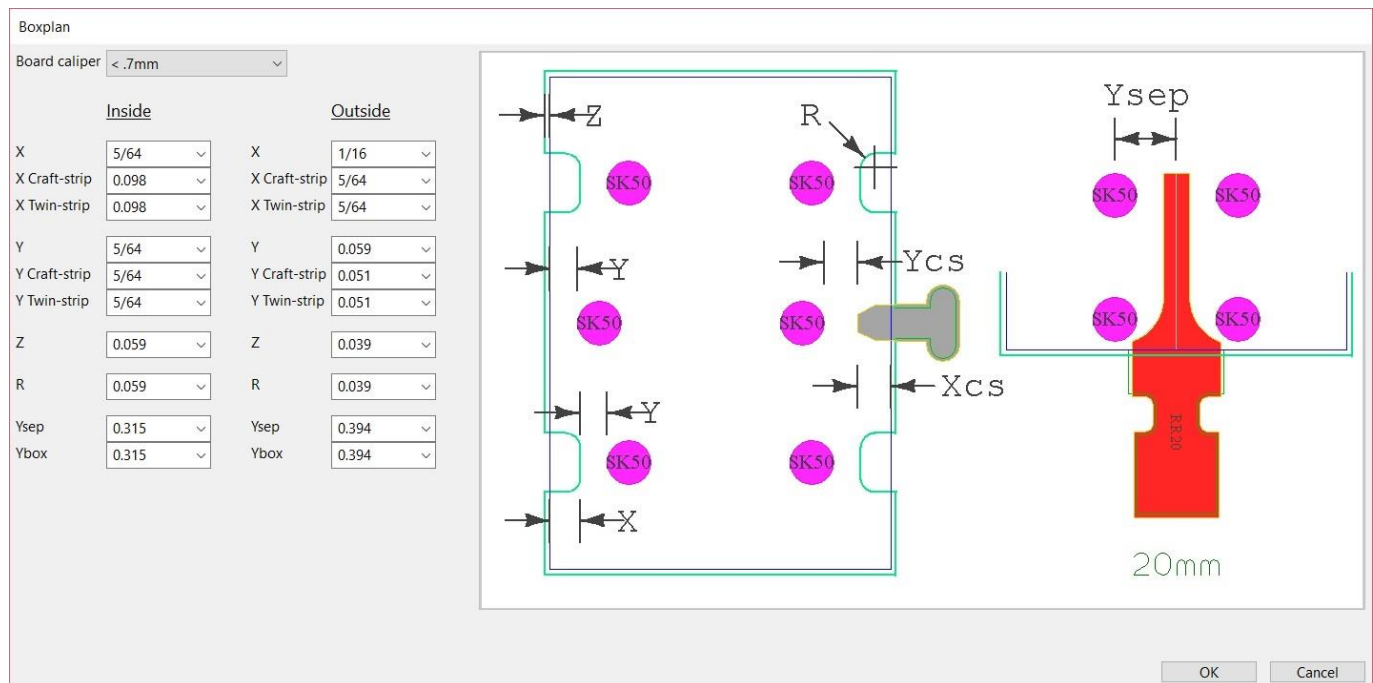 Boxplan
Board caliper < .7mm
Inside Outside
X 5/64 X 1/16
X Craft-strip 0.098 X Craft-strip 5/64
X Twin-strip 0.098 X Twin-strip 5/64
Y 5/64 Y 0.059
Y Craft-strip 5/64 Y Craft-strip 0.051
Y Twin-strip 5/64 Y Twin-strip 0.051
Z 0.059 Z 0.039
R 0.059 R 0.039
Ysep 0.315 Ysep 0.394
Ybox 0.315 Ybox 0.394
Z R
SK50 SK50
Y Ycs
SK50 SK50
Xcs
Y
SK50 SK50
X
Ysep
SK50 SK50
SK50 SK50
RR20
20mm
OK Cancel